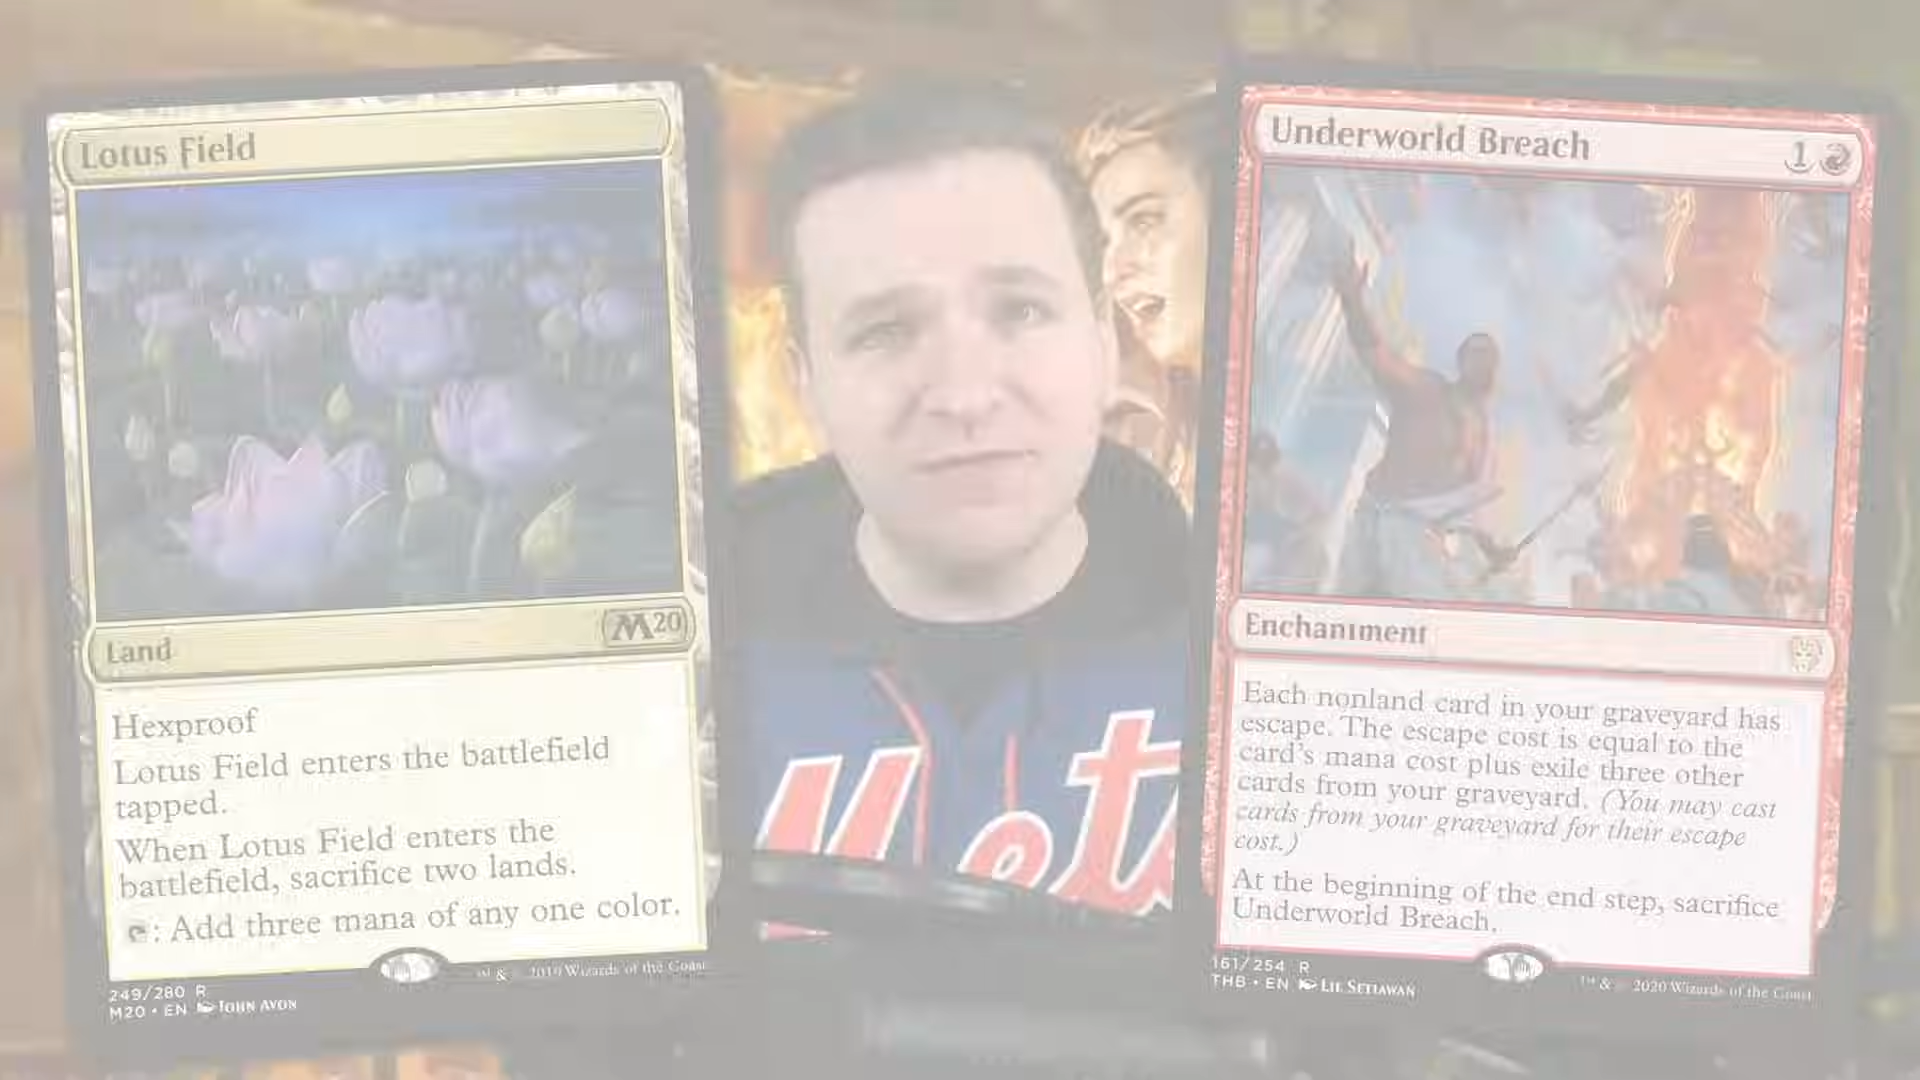 Lotus Field
Land
M20
Hexproof
Lotus Field enters the battlefield
tapped.
When Lotus Field enters the
battlefield, sacrifice two lands.
: Add three mana of any one color.
249/280 R
M20 • EN JOHN AVON
& 2019 Wizards of the Coast
Mets
Underworld Breach
1
Enchantment
Each nonland card in your graveyard has
escape. The escape cost is equal to the
card's mana cost plus exile three other
cards from your graveyard. (You may cast
cards from your graveyard for their escape
cost.)
At the beginning of the end step, sacrifice
Underworld Breach.
161/254 R
THB • EN LIE SETIAWAN
™ & 2020 Wizards of the Coast